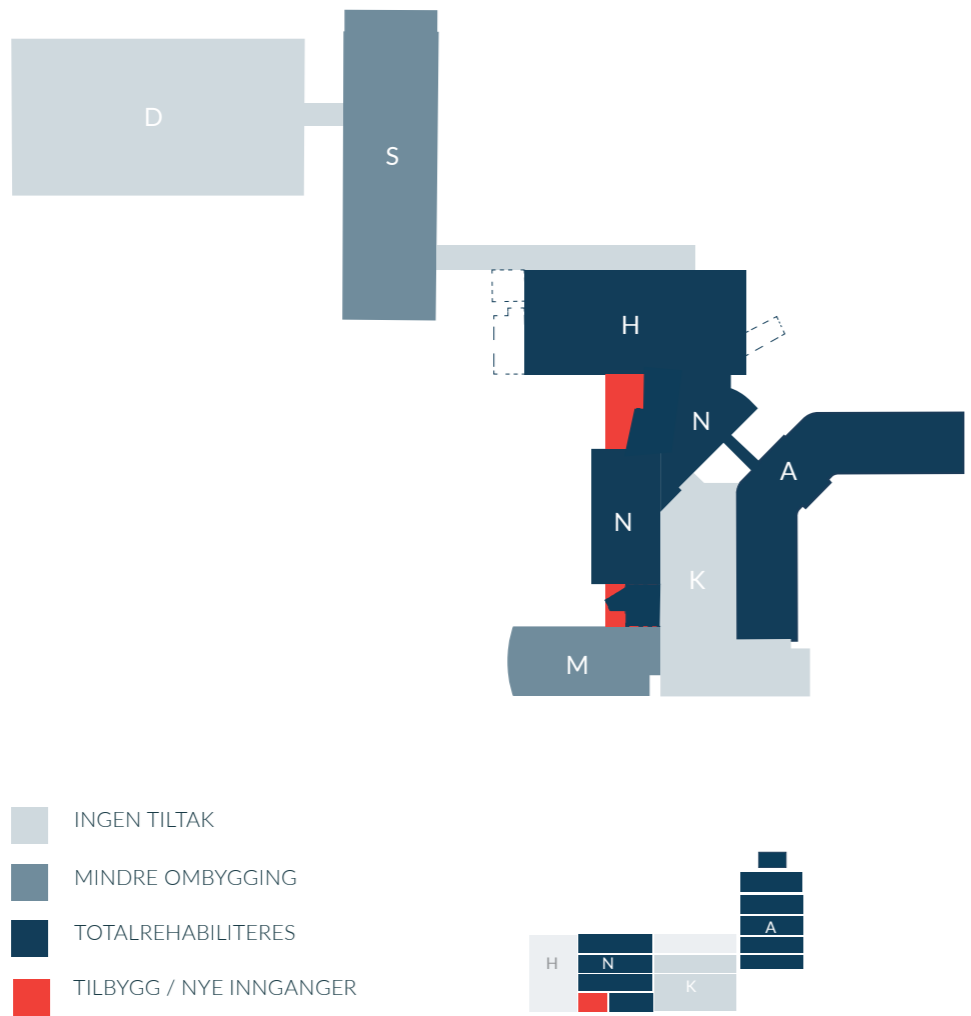 D
S
H
N
A
N
K
M
INGEN TILTAK
MINDRE OMBYGGING
TOTALREHABILITERES
TILBYGG / NYE INNGANGER
A
H
N
K